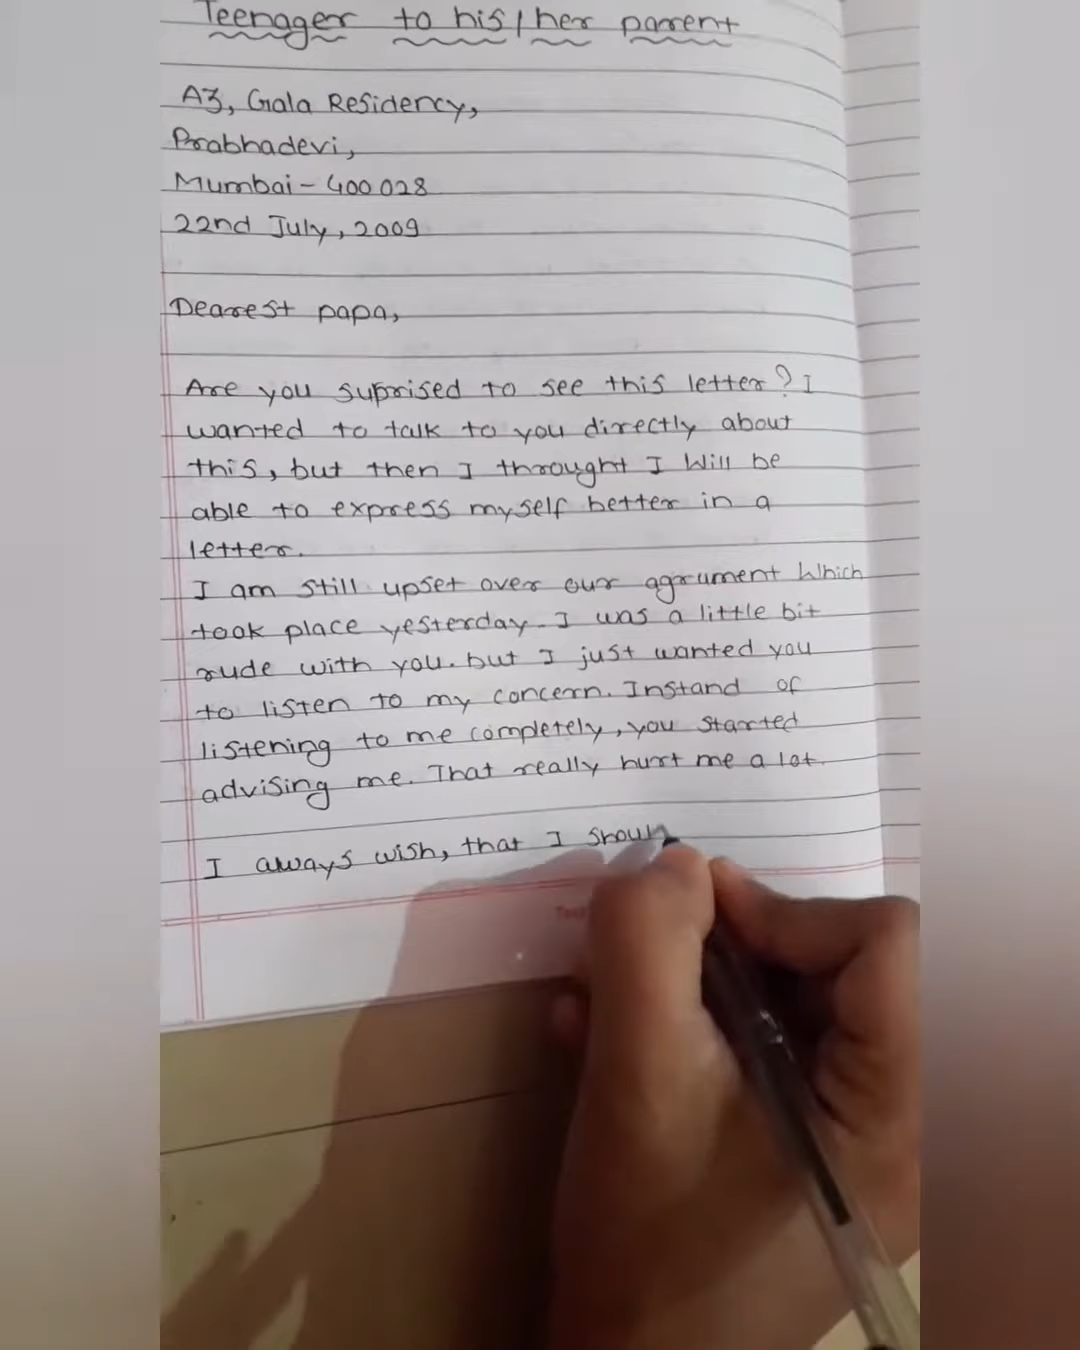 Teenager to his/her parent
A3, Gala Residency,
Prabhadevi,
Mumbai - 400 028
22nd July, 2009
Dearest papa,
Are you suprised to see this letter? I
wanted to talk to you directly about
this, but then I throught I will be
able to express myself better in a
letter.
I am still upset over our agrument which
took place yesterday. I was a little bit
rude with you. but I just wanted you
to listen to my concern. Instand of
listening to me completely, you started
advising me. That really hurt me a lot.
I aways wish, that I shoul